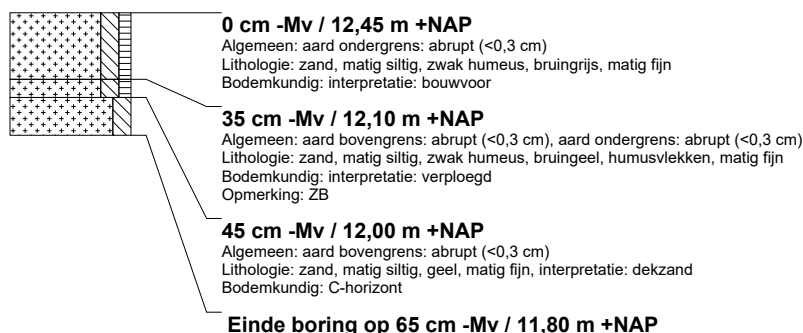 0 cm -Mv / 12,45 m +NAP
Algemeen: aard ondergrens: abrupt (<0,3 cm)
Lithologie: zand, matig siltig, zwak humeus, bruingrijs, matig fijn
Bodemkundig: interpretatie: bouwvoor
35 cm -Mv / 12,10 m +NAP
Algemeen: aard bovengrens: abrupt (<0,3 cm), aard ondergrens: abrupt (<0,3 cm)
Lithologie: zand, matig siltig, zwak humeus, bruingeel, humusvlekken, matig fijn
Bodemkundig: interpretatie: verploegd
Opmerking: ZB
45 cm -Mv / 12,00 m +NAP
Algemeen: aard bovengrens: abrupt (<0,3 cm)
Lithologie: zand, matig siltig, geel, matig fijn, interpretatie: dekzand
Bodemkundig: C-horizont
Einde boring op 65 cm -Mv / 11,80 m +NAP